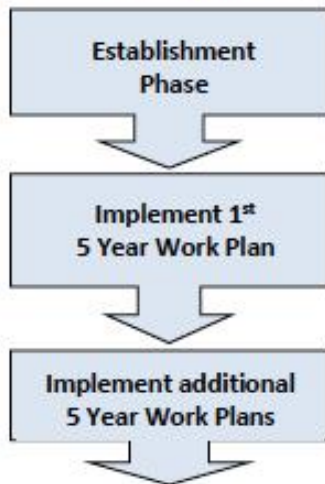 Establishment
Phase
Implement 1st
5 Year Work Plan
Implement additional
5 Year Work Plans